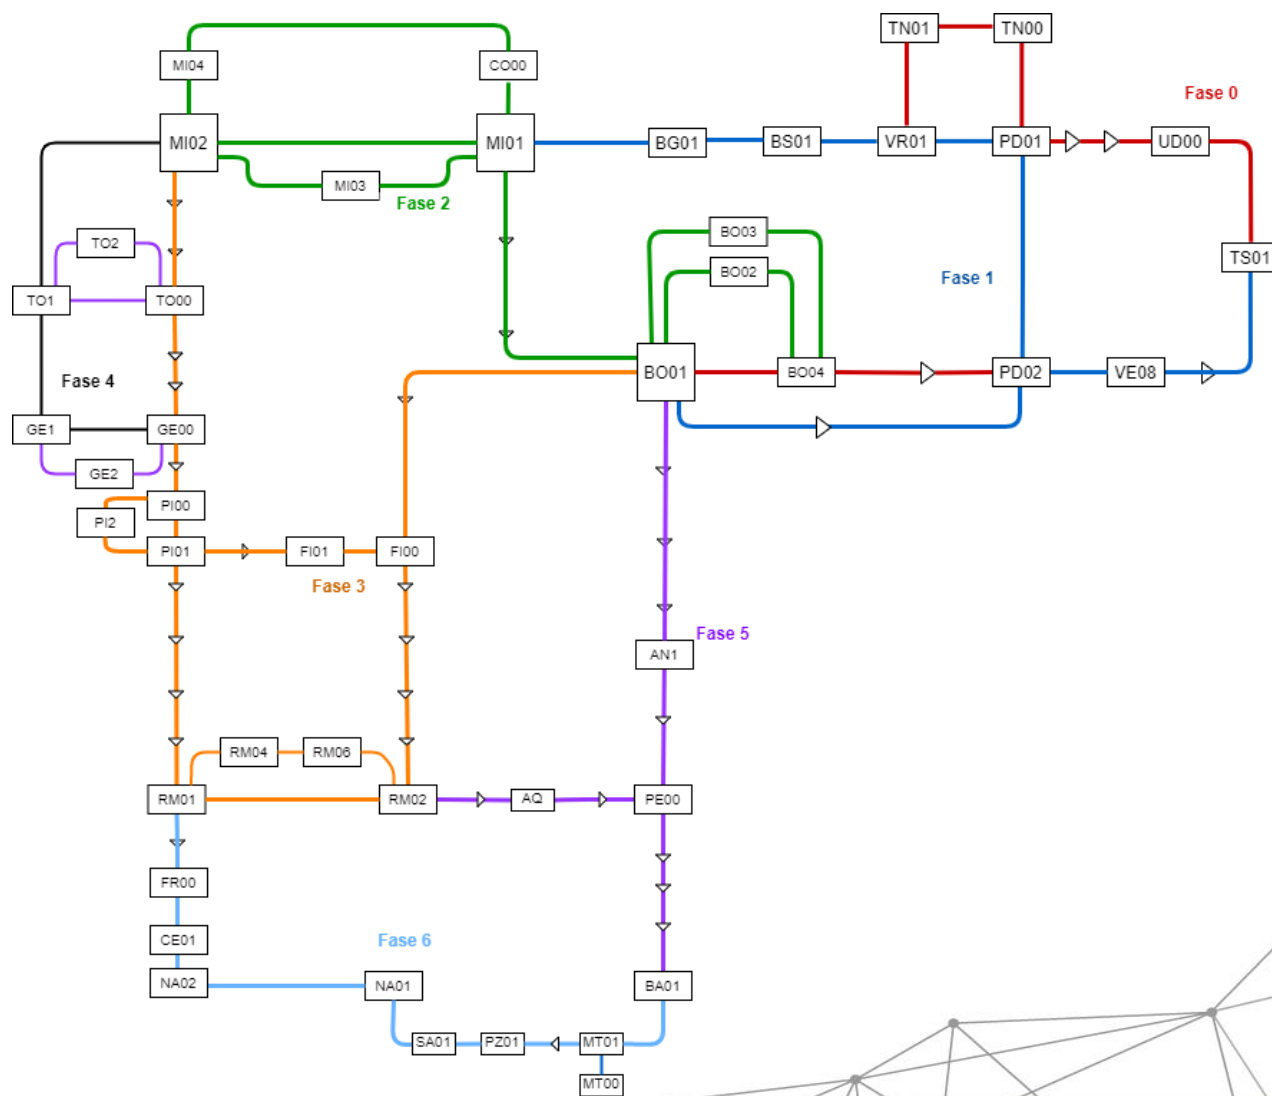 TN01
TN00
MI04
CO00
Fase 0
MI02
MI01
BG01
BS01
VR01
PD01
UD00
MI03
Fase 2
TO2
BO03
TS01
BO02
Fase 1
TO1
TO00
BO01
BO04
PD02
VE08
Fase 4
GE1
GE00
GE2
PI00
PI2
PI01
FI01
FI00
Fase 3
Fase 5
AN1
RM04
RM06
RM01
RM02
AQ
PE00
FR00
CE01
Fase 6
NA02
NA01
BA01
SA01
PZ01
MT01
MT00